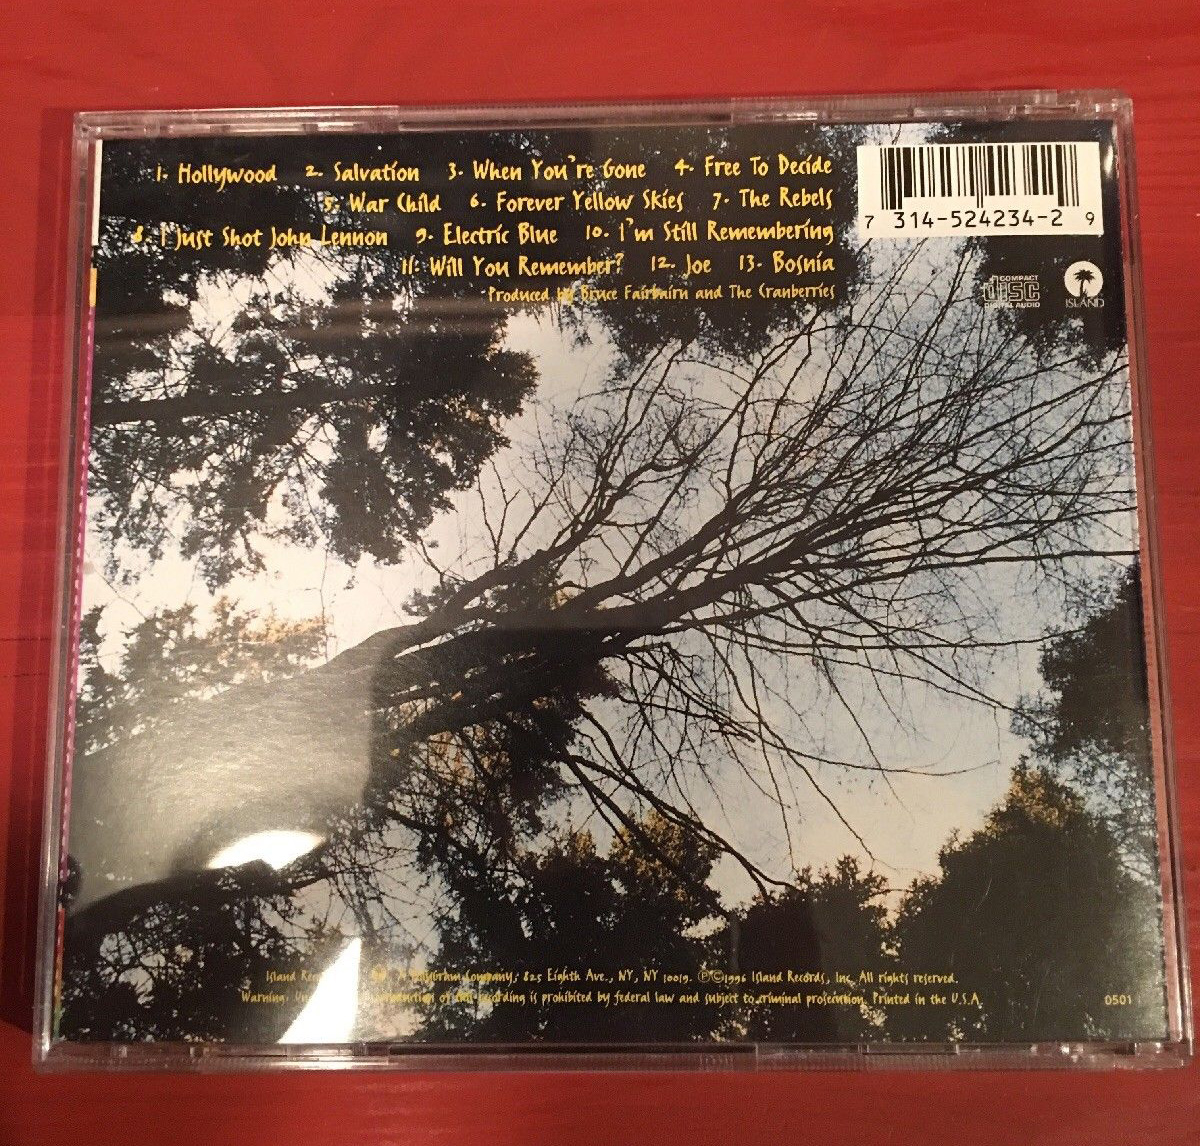 1. Hollywood 2. Salvation 3. When You're Gone 4. Free To Decide
5. War Child 6. Forever Yellow Skies 7. The Rebels
8. I Just Shot John Lennon 9. Electric Blue 10. I'm Still Remembering
11. Will You Remember? 12. Joe 13. Bosnia
Produced by Bruce Fairbairn and The Cranberries
7 314-524234-2 9
COMPACT
disc
DIGITAL AUDIO
ISLAND
Island A PolyGram Company, 825 Eighth Ave., NY, NY 10019. ℗©1996 Island Records, Inc. All rights reserved.
Warning: of this recording is prohibited by federal law and subject to criminal prosecution. Printed in the U.S.A.
0501